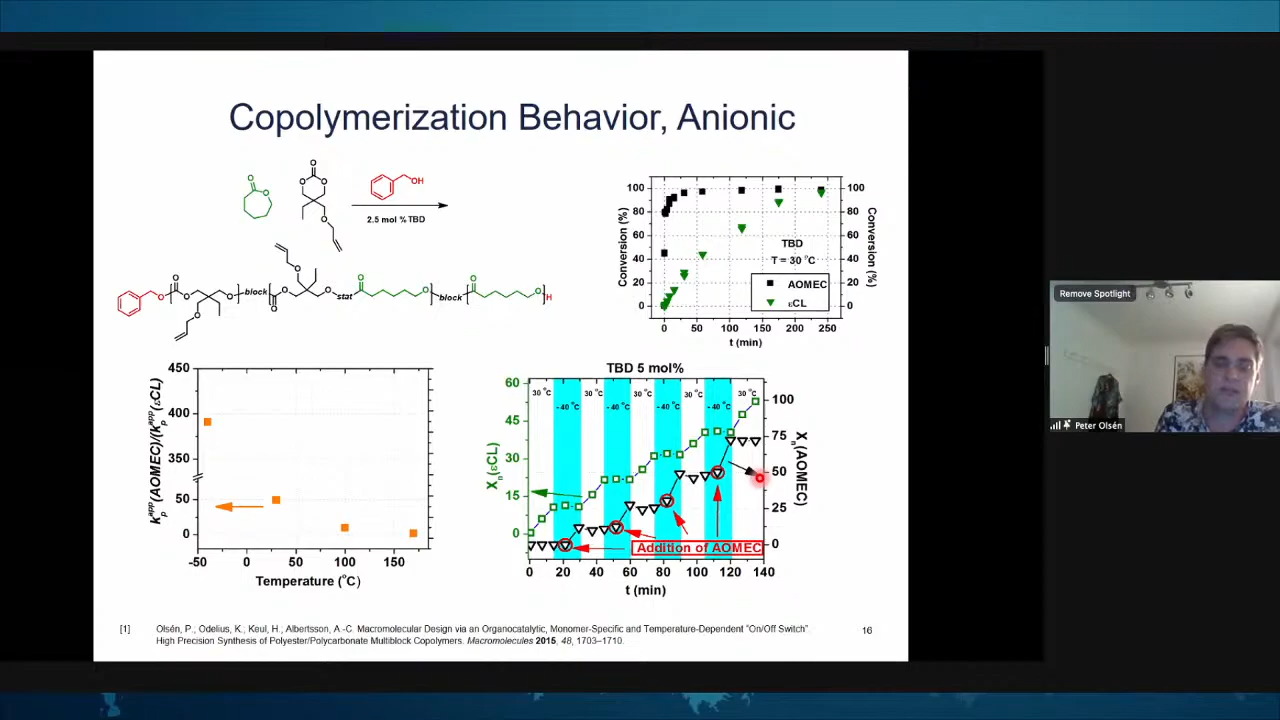 Copolymerization Behavior, Anionic
O
O
O
O
O
O
OH
2.5 mol % TBD
O
O
O
O
block
O
O
O
O
stat
O
O
block
O
O
H
Conversion (%)
100
80
60
40
20
0
TBD
T = 30 °C
AOMEC
εCL
100
80
60
40
20
0
Conversion (%)
0 50 100 150 200 250
t (min)
K_p^app(AOMEC)/(K_p^app(εCL)
450
400
350
50
0
-50 0 50 100 150
Temperature (°C)
TBD 5 mol%
X_n(εCL)
60
45
30
15
0
30 °C
- 40 °C
30 °C
- 40 °C
30 °C
- 40 °C
30 °C
- 40 °C
30 °C
100
75
50
25
0
X_n(AOMEC)
Addition of AOMEC
0 20 40 60 80 100 120 140
t (min)
[1] Olsén, P.; Odelius, K.; Keul, H.; Albertsson, A.-C. Macromolecular Design via an Organocatalytic, Monomer-Specific and Temperature-Dependent “On/Off Switch”.
High Precision Synthesis of Polyester/Polycarbonate Multiblock Copolymers. Macromolecules 2015, 48, 1703–1710.
16
Remove Spotlight
Peter Olsén